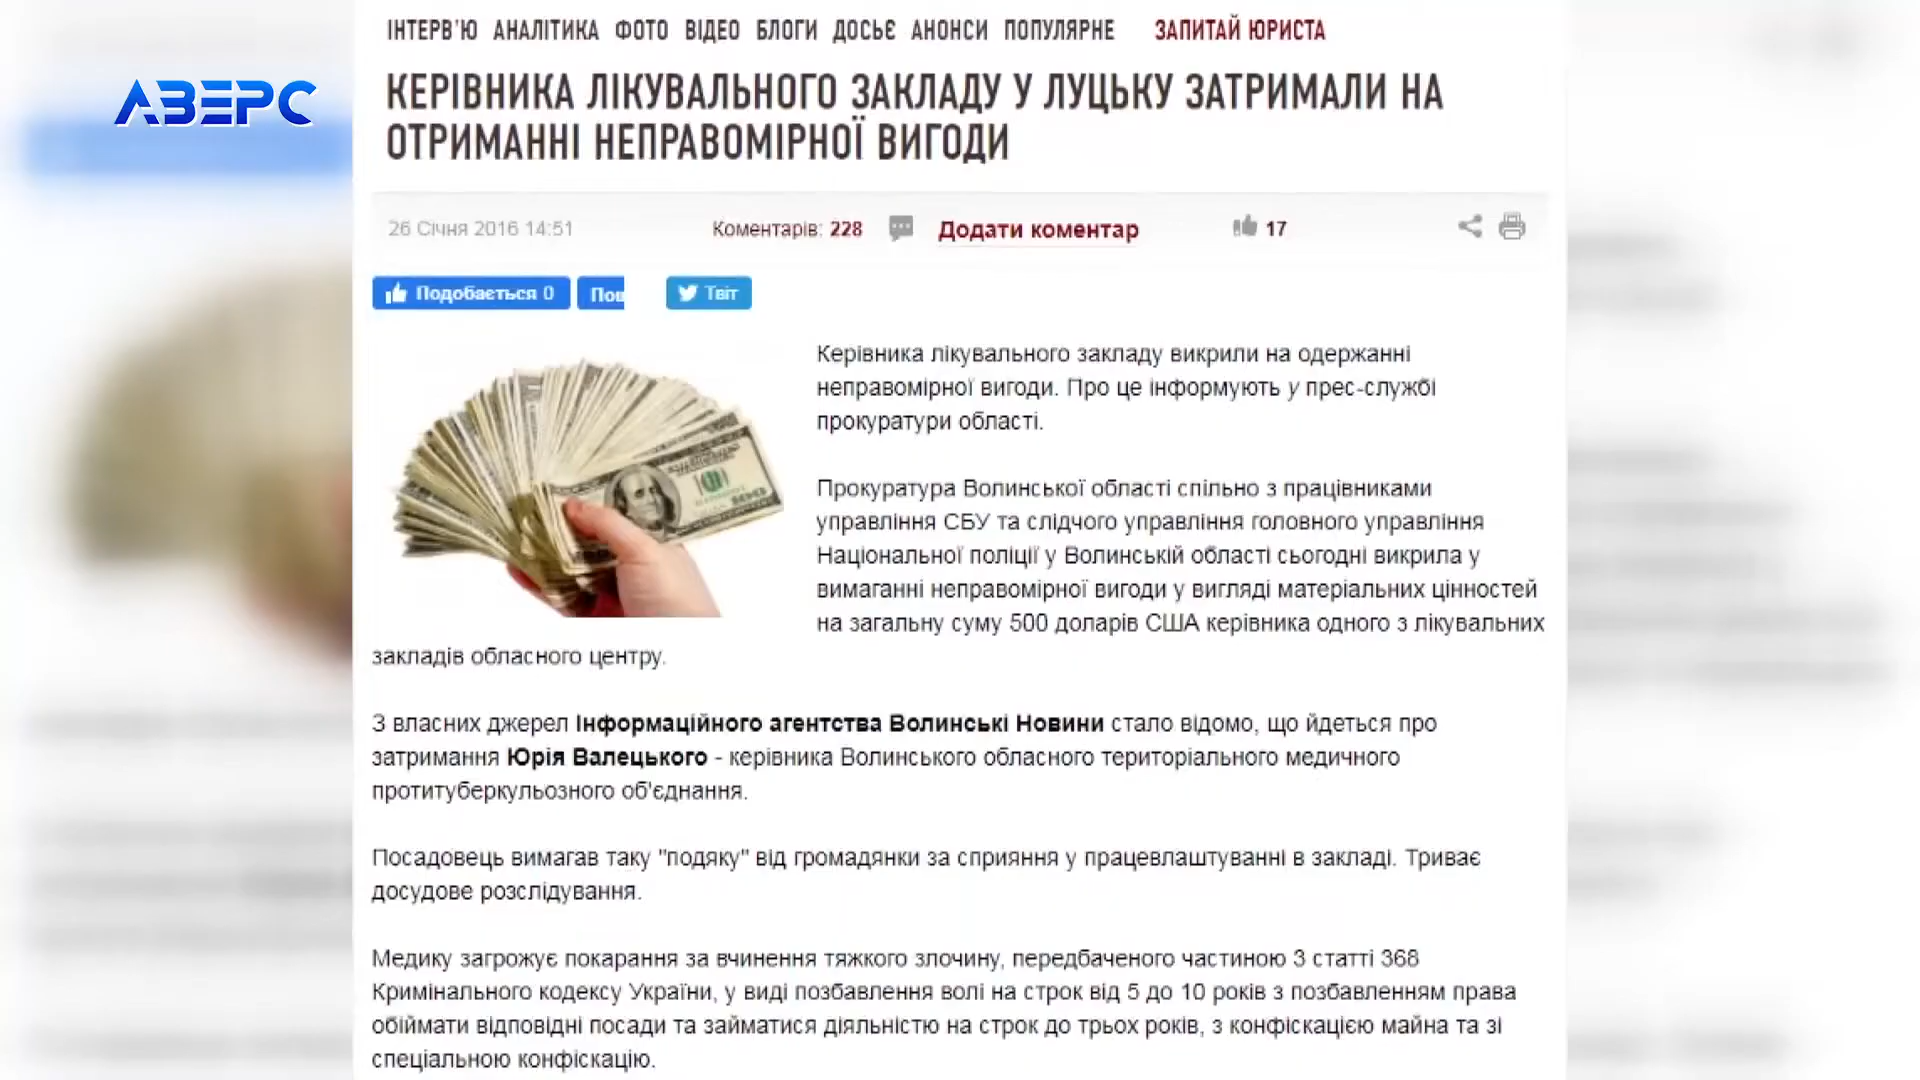 ІНТЕРВ'Ю АНАЛІТИКА ФОТО ВІДЕО БЛОГИ ДОСЬЄ АНОНСИ ПОПУЛЯРНЕ ЗАПИТАЙ ЮРИСТА
АВЕРС
КЕРІВНИКА ЛІКУВАЛЬНОГО ЗАКЛАДУ У ЛУЦЬКУ ЗАТРИМАЛИ НА
ОТРИМАННІ НЕПРАВОМІРНОЇ ВИГОДИ
26 Січня 2016 14:51 Коментарів: 228 Додати коментар 17
Подобається 0 Пош Твіт
Керівника лікувального закладу викрили на одержанні
неправомірної вигоди. Про це інформують у прес-службі
прокуратури області.
Прокуратура Волинської області спільно з працівниками
управління СБУ та слідчого управління головного управління
Національної поліції у Волинській області сьогодні викрила у
вимаганні неправомірної вигоди у вигляді матеріальних цінностей
на загальну суму 500 доларів США керівника одного з лікувальних
закладів обласного центру.
З власних джерел Інформаційного агентства Волинські Новини стало відомо, що йдеться про
затримання Юрія Валецького - керівника Волинського обласного територіального медичного
протитуберкульозного об'єднання.
Посадовець вимагав таку "подяку" від громадянки за сприяння у працевлаштуванні в закладі. Триває
досудове розслідування.
Медику загрожує покарання за вчинення тяжкого злочину, передбаченого частиною 3 статті 368
Кримінального кодексу України, у виді позбавлення волі на строк від 5 до 10 років з позбавленням права
обіймати відповідні посади та займатися діяльністю на строк до трьох років, з конфіскацією майна та зі
спеціальною конфіскацію.